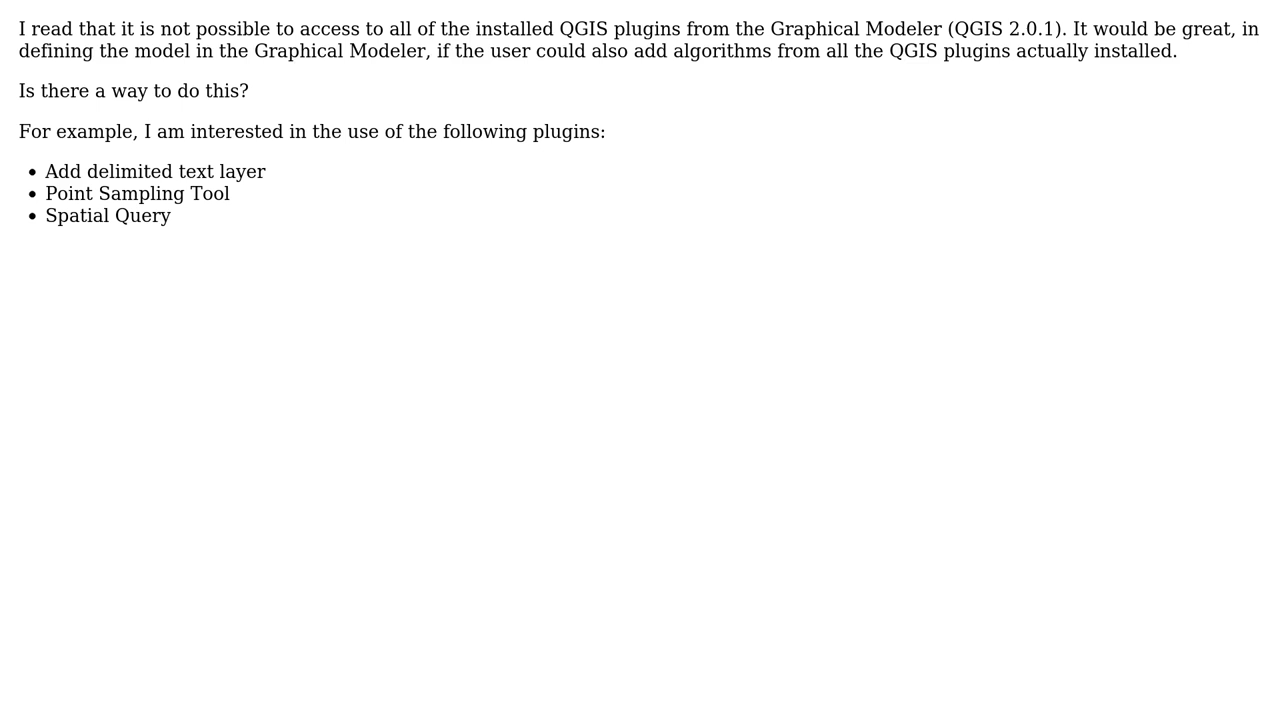 I read that it is not possible to access to all of the installed QGIS plugins from the Graphical Modeler (QGIS 2.0.1). It would be great, in
defining the model in the Graphical Modeler, if the user could also add algorithms from all the QGIS plugins actually installed.
Is there a way to do this?
For example, I am interested in the use of the following plugins:
• Add delimited text layer
• Point Sampling Tool
• Spatial Query